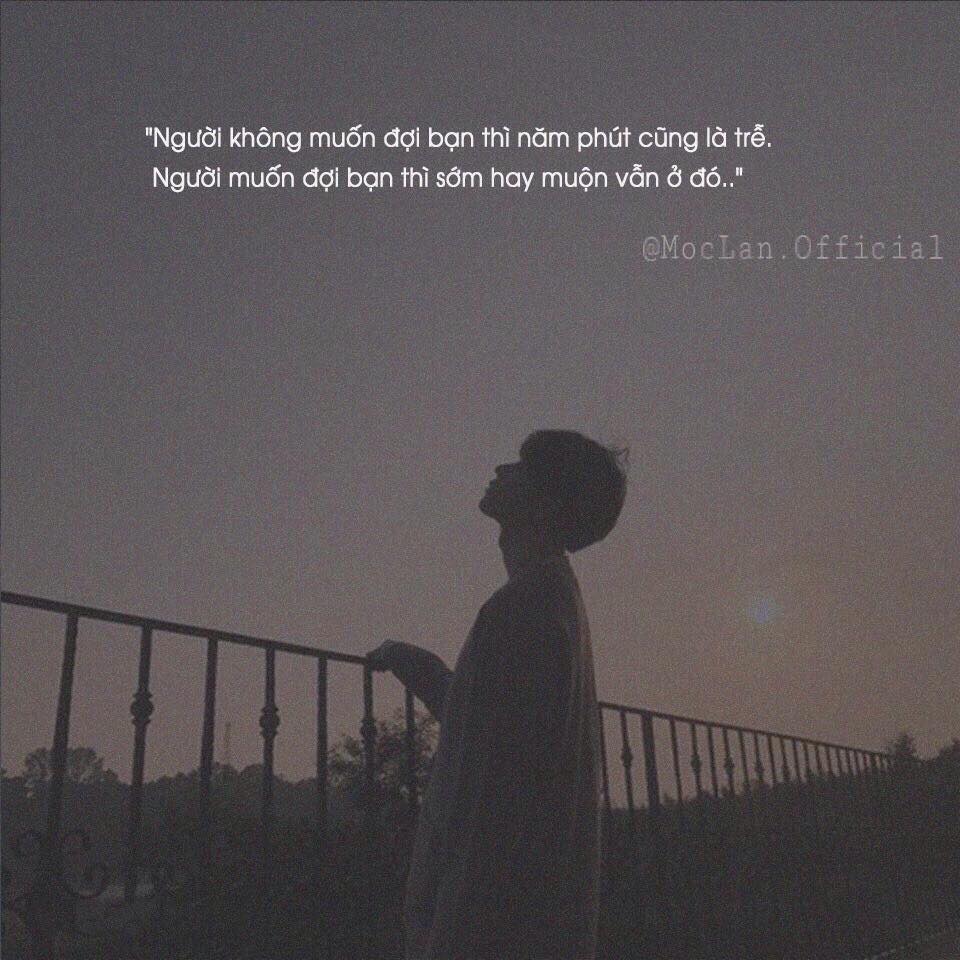 "Người không muốn đợi bạn thì năm phút cũng là trễ.
Người muốn đợi bạn thì sớm hay muộn vẫn ở đó.."
@MocLan.Official